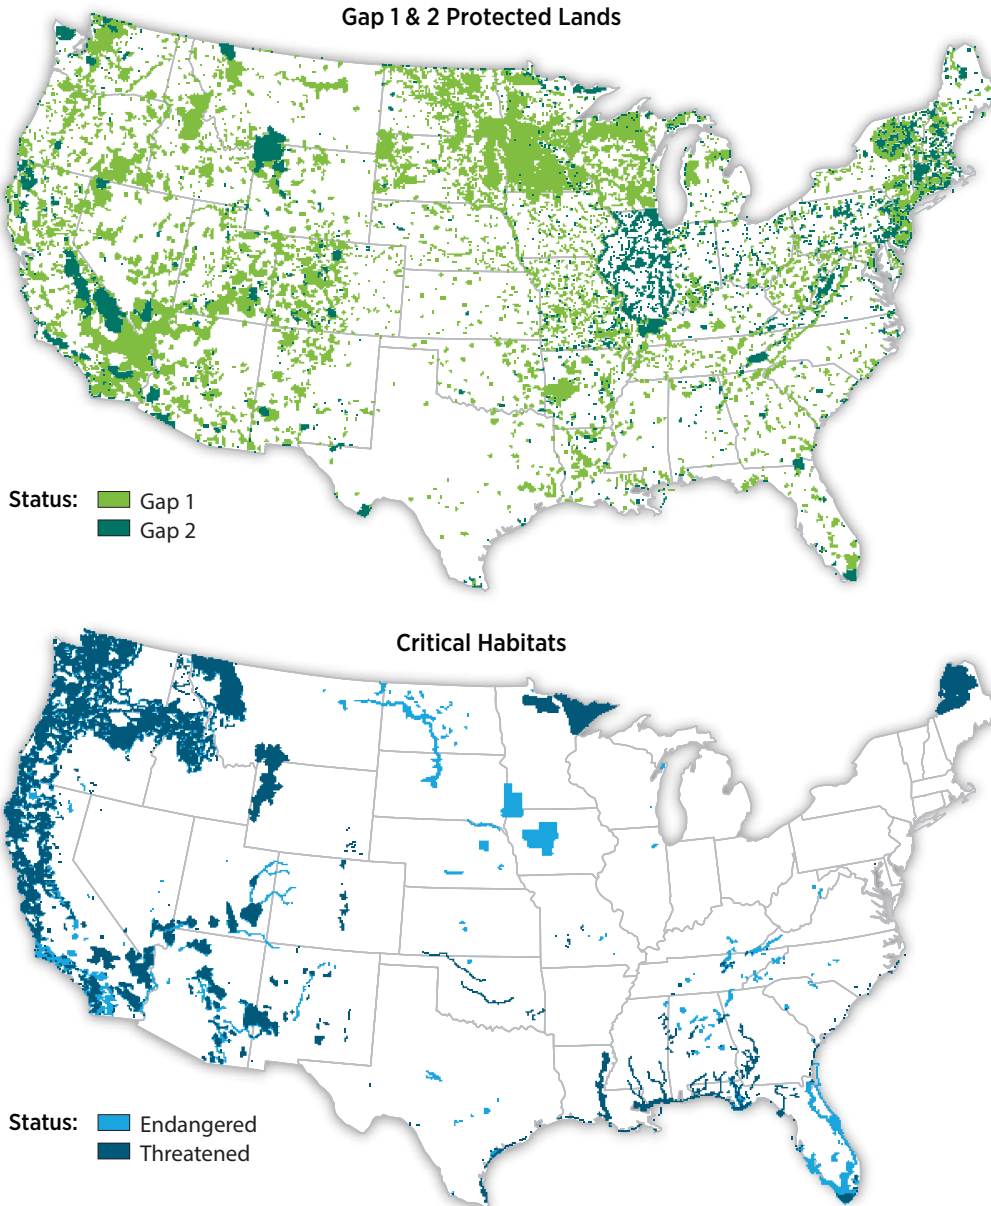 Gap 1 & 2 Protected Lands
Status:
Gap 1
Gap 2
Critical Habitats
Status:
Endangered
Threatened